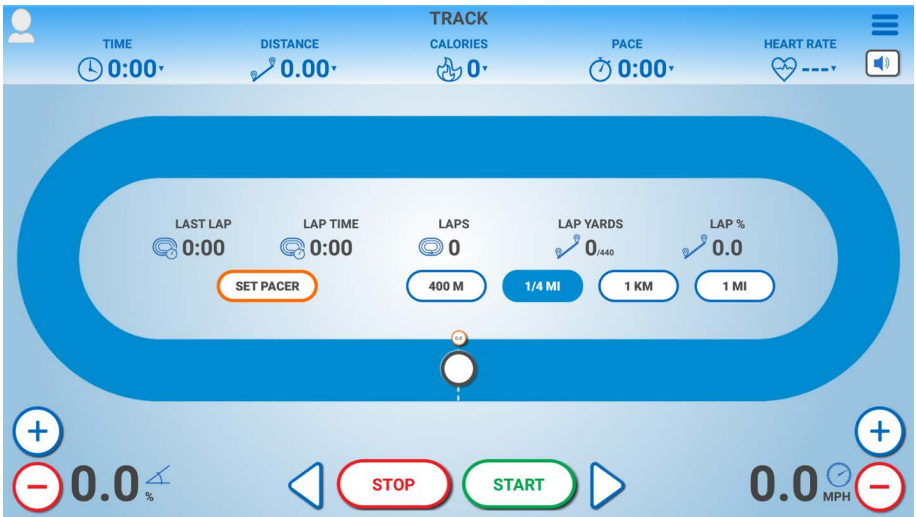 TRACK
TIME DISTANCE CALORIES PACE HEART RATE
0:00 0.00 0 0:00 ---
LAST LAP LAP TIME LAPS LAP YARDS LAP %
0:00 0:00 0 0/440 0.0
SET PACER 400 M 1/4 MI 1 KM 1 MI
0.0
+ +
0.0 % STOP START 0.0 MPH
- -